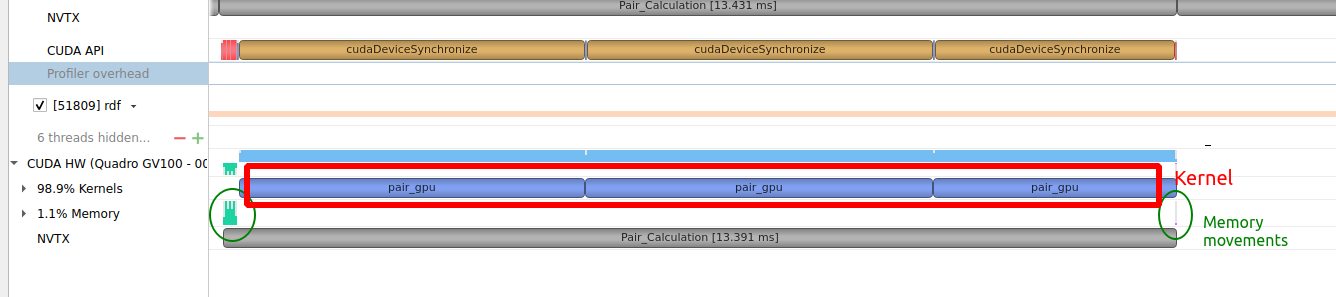 Pair_Calculation [13.431 ms]
NVTX
CUDA API
cudaDeviceSynchronize
cudaDeviceSynchronize
cudaDeviceSynchronize
Profiler overhead
[51809] rdf
6 threads hidden...
CUDA HW (Quadro GV100 - 00
98.9% Kernels
pair_gpu
pair_gpu
pair_gpu
Kernel
1.1% Memory
Memory
movements
NVTX
Pair_Calculation [13.391 ms]